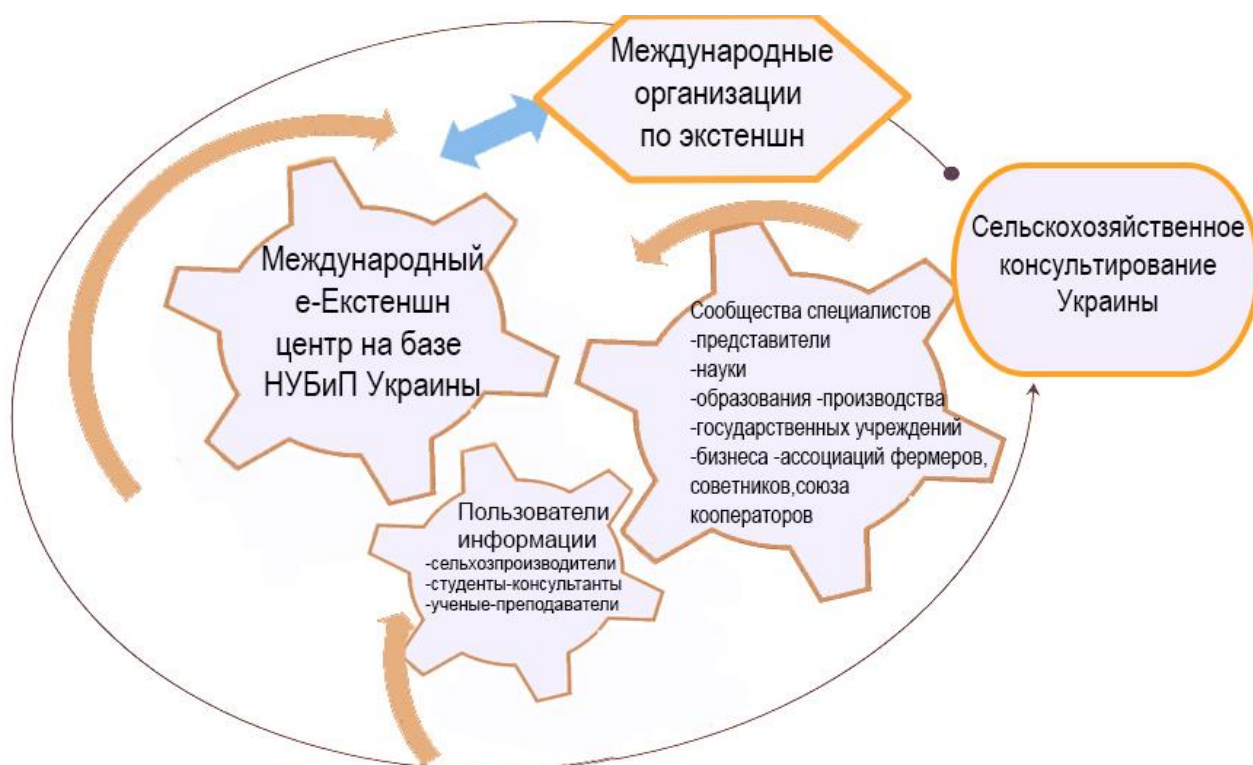 Международные
организации
по экстеншн
Сельскохозяйственное
консультирование
Украины
Международный
е-Екстеншн
центр на базе
НУБиП Украины
Сообщества специалистов
-представители
-науки
-образования -производства
-государственных учреждений
-бизнеса -ассоциаций фермеров,
советников,союза
кооператоров
Пользователи
информации
-сельхозпроизводители
-студенты-консультанты
-ученые-преподаватели